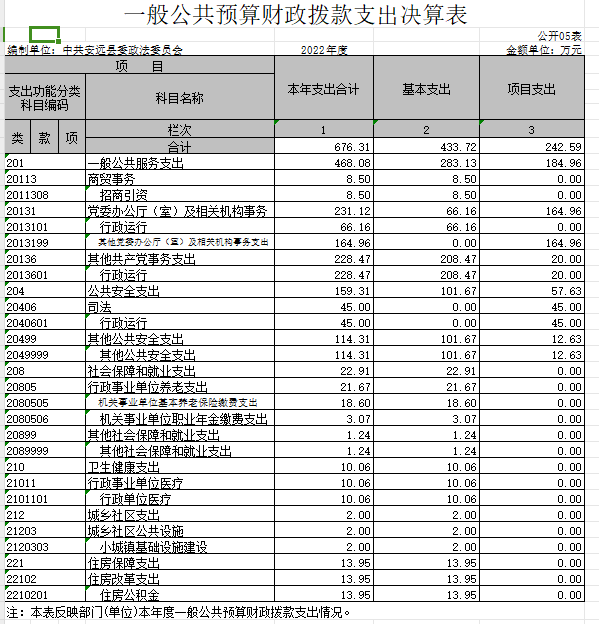 一般公共预算财政拨款支出决算表
公开05表
编制单位：中共安远县委政法委员会 2022年度 金额单位：万元
项 目 本年支出合计 基本支出 项目支出
支出功能分类科目编码 科目名称
类 款 项 栏次 1 2 3
合计 676.31 433.72 242.59
201 一般公共服务支出 468.08 283.13 184.96
20113 商贸事务 8.50 8.50 0.00
2011308 招商引资 8.50 8.50 0.00
20131 党委办公厅（室）及相关机构事务 231.12 66.16 164.96
2013101 行政运行 66.16 66.16 0.00
2013199 其他党委办公厅（室）及相关机构事务支出 164.96 0.00 164.96
20136 其他共产党事务支出 228.47 208.47 20.00
2013601 行政运行 228.47 208.47 20.00
204 公共安全支出 159.31 101.67 57.63
20406 司法 45.00 0.00 45.00
2040601 行政运行 45.00 0.00 45.00
20499 其他公共安全支出 114.31 101.67 12.63
2049999 其他公共安全支出 114.31 101.67 12.63
208 社会保障和就业支出 22.91 22.91 0.00
20805 行政事业单位养老支出 21.67 21.67 0.00
2080505 机关事业单位基本养老保险缴费支出 18.60 18.60 0.00
2080506 机关事业单位职业年金缴费支出 3.07 3.07 0.00
20899 其他社会保障和就业支出 1.24 1.24 0.00
2089999 其他社会保障和就业支出 1.24 1.24 0.00
210 卫生健康支出 10.06 10.06 0.00
21011 行政事业单位医疗 10.06 10.06 0.00
2101101 行政单位医疗 10.06 10.06 0.00
212 城乡社区支出 2.00 2.00 0.00
21203 城乡社区公共设施 2.00 2.00 0.00
2120303 小城镇基础设施建设 2.00 2.00 0.00
221 住房保障支出 13.95 13.95 0.00
22102 住房改革支出 13.95 13.95 0.00
2210201 住房公积金 13.95 13.95 0.00
注：本表反映部门(单位)本年度一般公共预算财政拨款支出情况。